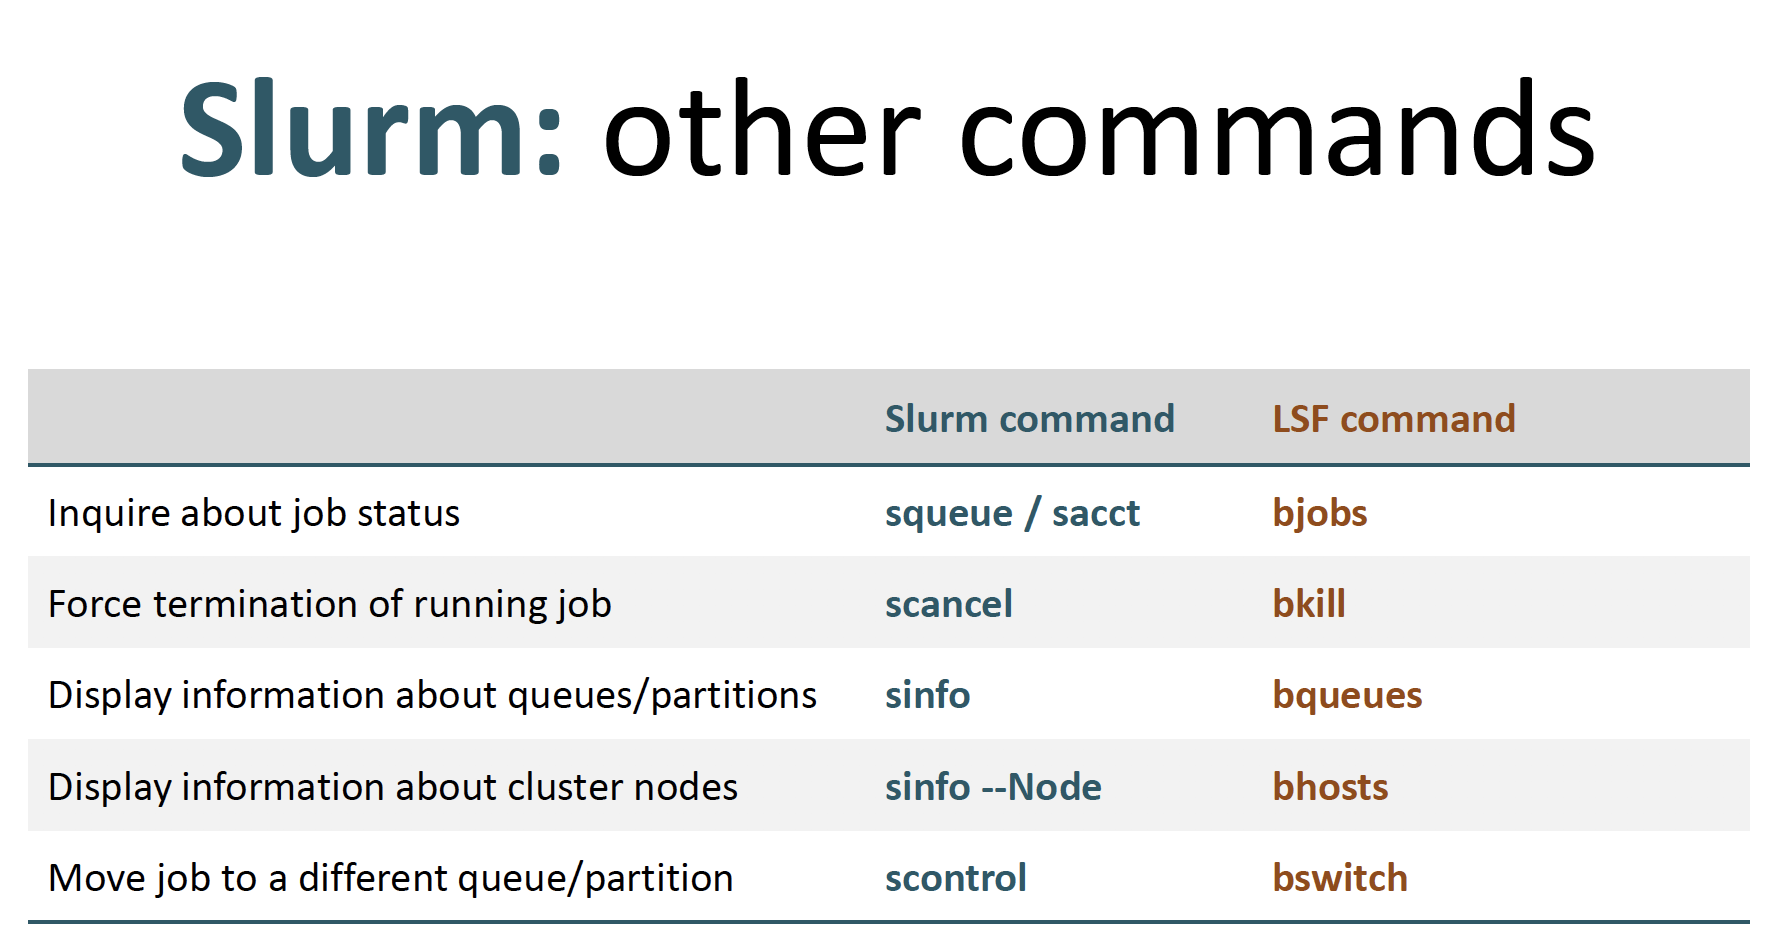 Slurm: other commands
Slurm command LSF command
Inquire about job status squeue / sacct bjobs
Force termination of running job scancel bkill
Display information about queues/partitions sinfo bqueues
Display information about cluster nodes sinfo --Node bhosts
Move job to a different queue/partition scontrol bswitch